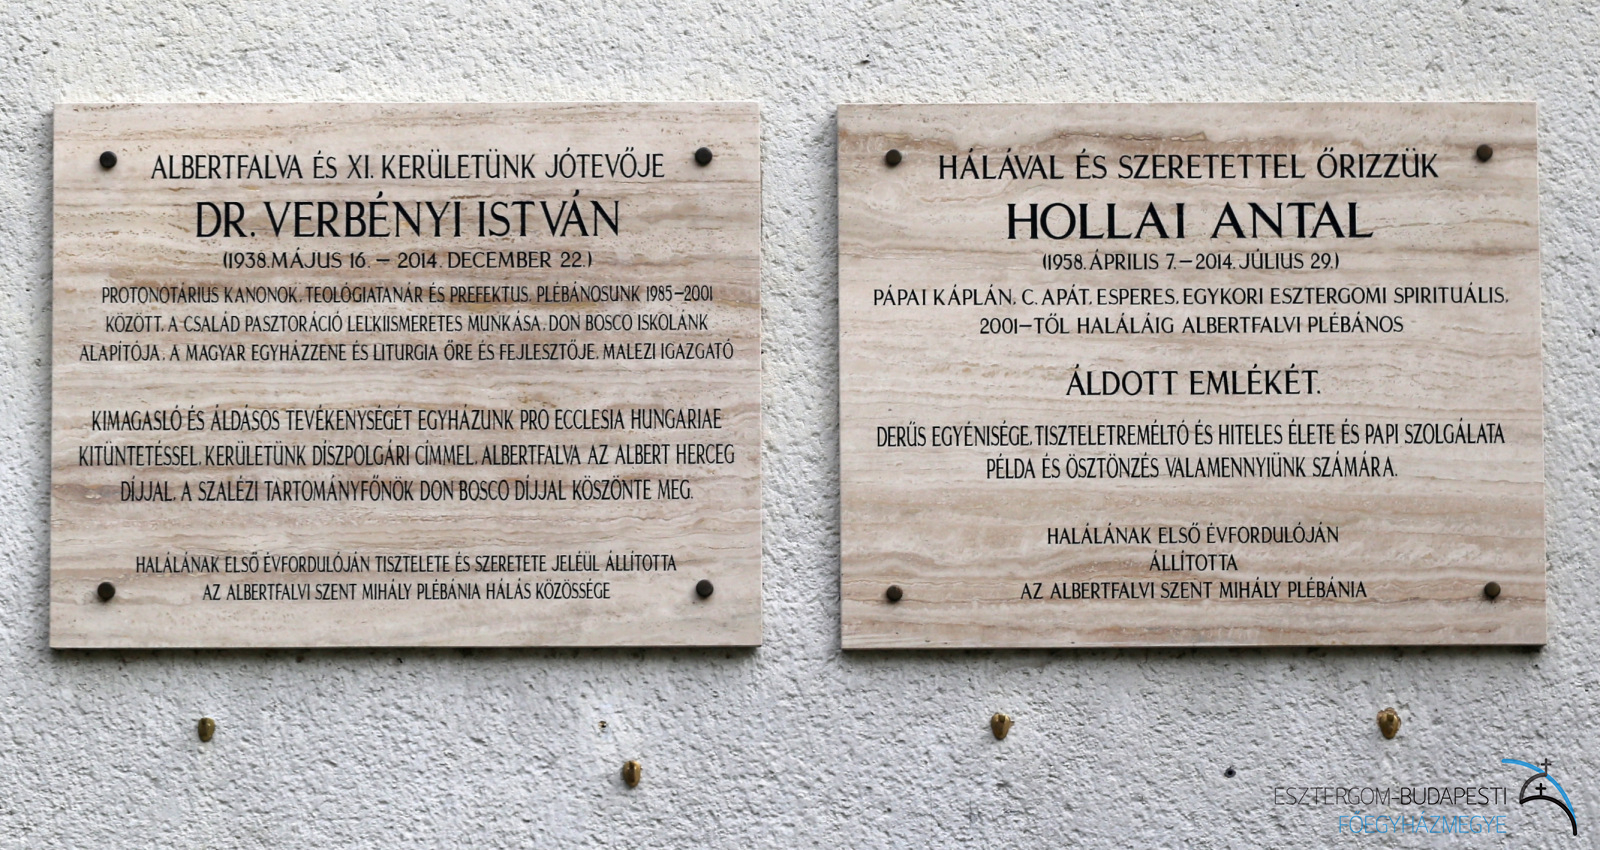 ALBERTFALVA ÉS XI. KERÜLETÜNK JÓTEVŐJE
DR. VERBÉNYI ISTVÁN
(1938. MÁJUS 16. – 2014. DECEMBER 22.)
PROTONOTÁRIUS KANONOK, TEOLÓGIATANÁR ÉS PREFEKTUS, PLÉBÁNOSUNK 1985–2001
KÖZÖTT, A CSALÁD PASZTORÁCIÓ LELKIISMERETES MUNKÁSA, DON BOSCO ISKOLÁNK
ALAPÍTÓJA, A MAGYAR EGYHÁZZENE ÉS LITURGIA ŐRE ÉS FEJLESZTŐJE, MALEZI IGAZGATÓ
KIMAGASLÓ ÉS ÁLDÁSOS TEVÉKENYSÉGÉT EGYHÁZUNK PRO ECCLESIA HUNGARIAE
KITÜNTETÉSSEL, KERÜLETÜNK DÍSZPOLGÁRI CÍMMEL, ALBERTFALVA AZ ALBERT HERCEG
DÍJJAL, A SZALÉZI TARTOMÁNYFŐNÖK DON BOSCO DÍJJAL KÖSZÖNTE MEG.
HALÁLÁNAK ELSŐ ÉVFORDULÓJÁN TISZTELETE ÉS SZERETETE JELÉÜL ÁLLÍTOTTA
AZ ALBERTFALVI SZENT MIHÁLY PLÉBÁNIA HÁLÁS KÖZÖSSÉGE
HÁLÁVAL ÉS SZERETETTEL ŐRIZZÜK
HOLLAI ANTAL
(1958. ÁPRILIS 7. – 2014. JÚLIUS 29.)
PÁPAI KÁPLÁN, C. APÁT, ESPERES, EGYKORI ESZTERGOMI SPIRITUÁLIS,
2001–TŐL HALÁLÁIG ALBERTFALVI PLÉBÁNOS
ÁLDOTT EMLÉKÉT.
DERŰS EGYÉNISÉGE, TISZTELETREMÉLTÓ ÉS HITELES ÉLETE ÉS PAPI SZOLGÁLATA
PÉLDA ÉS ÖSZTÖNZÉS VALAMENNYIÜNK SZÁMÁRA.
HALÁLÁNAK ELSŐ ÉVFORDULÓJÁN
ÁLLÍTOTTA
AZ ALBERTFALVI SZENT MIHÁLY PLÉBÁNIA
ESZTERGOM-BUDAPESTI
FŐEGYHÁZMEGYE